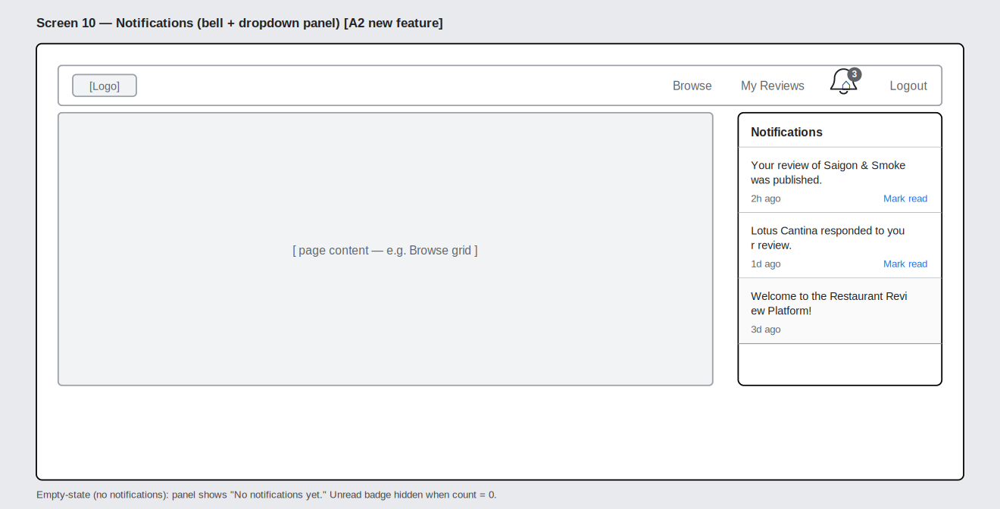 Screen 10 — Notifications (bell + dropdown panel) [A2 new feature]
[Logo]
Browse
My Reviews
3
Logout
[ page content — e.g. Browse grid ]
Notifications
Your review of Saigon & Smoke
was published.
2h ago
Mark read
Lotus Cantina responded to you
r review.
1d ago
Mark read
Welcome to the Restaurant Revi
ew Platform!
3d ago
Empty-state (no notifications): panel shows "No notifications yet." Unread badge hidden when count = 0.